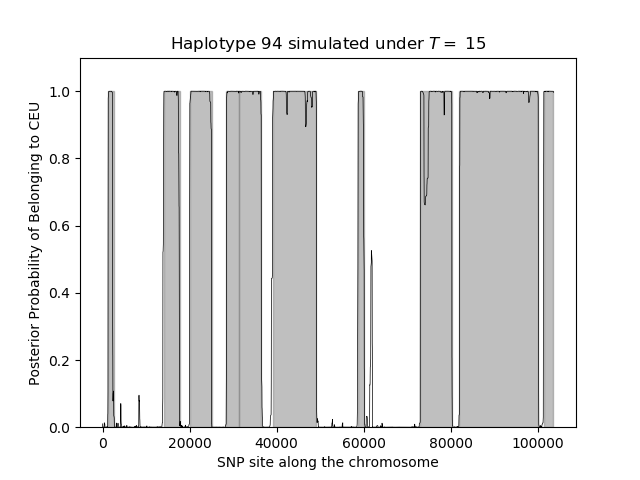 Haplotype 94 simulated under T = 15
Posterior Probability of Belonging to CEU
1.0
0.8
0.6
0.4
0.2
0.0
0 20000 40000 60000 80000 100000
SNP site along the chromosome